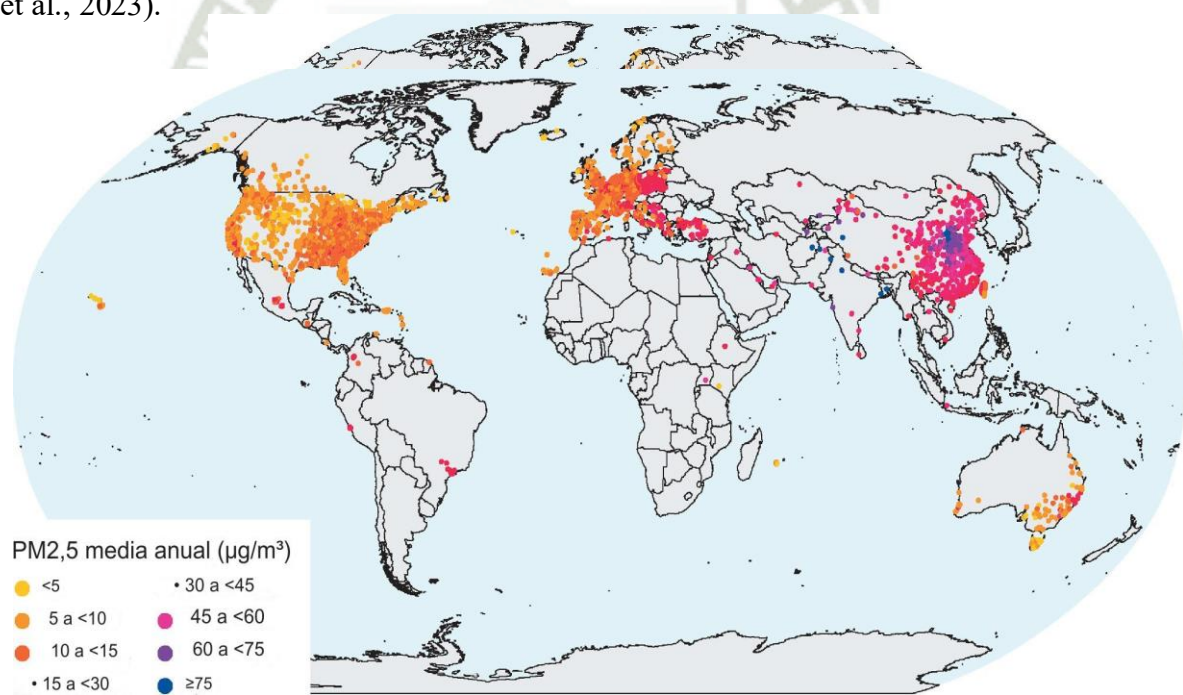 et al., 2023).
PM2,5 media anual (µg/m³)
<5
5 a <10
10 a <15
• 15 a <30
• 30 a <45
45 a <60
60 a <75
≥75